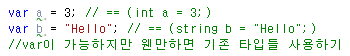 var a = 3; // == (int a = 3;)
var b = "Hello"; // == (string b = "Hello";)
//var이 가능하지만 웬만하면 기존 타입들 사용하기